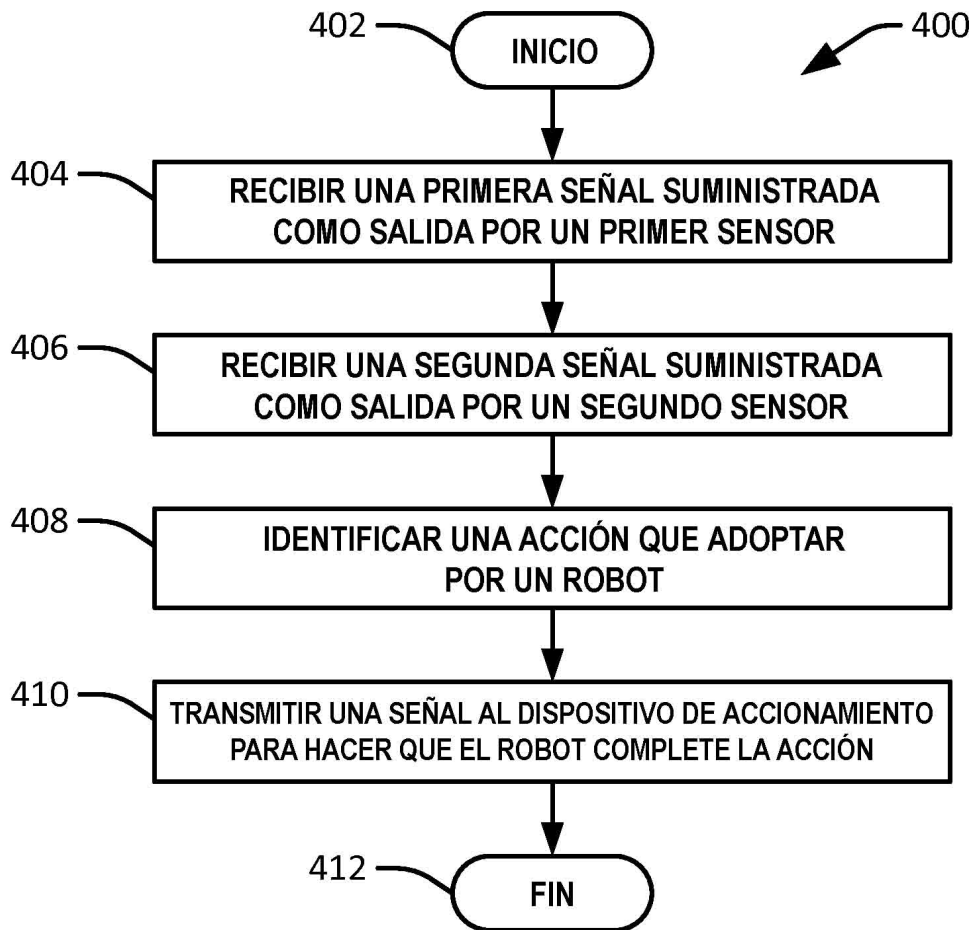 402
INICIO
400
404
RECIBIR UNA PRIMERA SEÑAL SUMINISTRADA
COMO SALIDA POR UN PRIMER SENSOR
406
RECIBIR UNA SEGUNDA SEÑAL SUMINISTRADA
COMO SALIDA POR UN SEGUNDO SENSOR
408
IDENTIFICAR UNA ACCIÓN QUE ADOPTAR
POR UN ROBOT
410
TRANSMITIR UNA SEÑAL AL DISPOSITIVO DE ACCIONAMIENTO
PARA HACER QUE EL ROBOT COMPLETE LA ACCIÓN
412
FIN